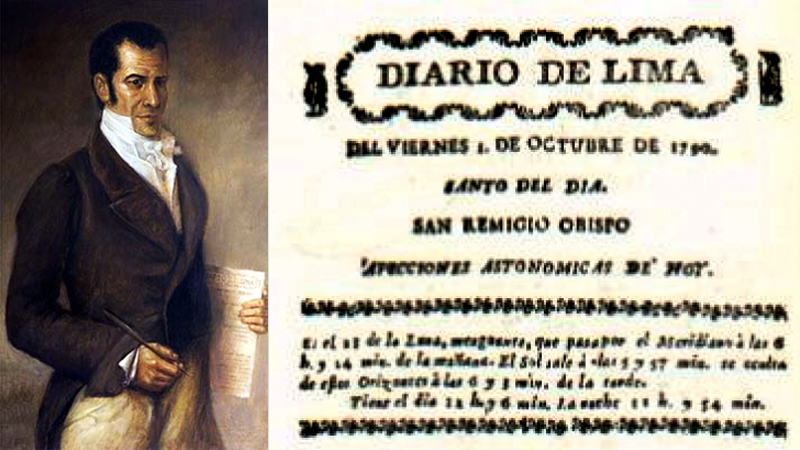 DIARIO DE LIMA
DEL VIERNES 1. DE OCTUBRE DE 1790.
SANTO DEL DIA.
SAN REMIGIO OBISPO
AFECCIONES ASTONOMICAS DE HOY.
Es el 23 de la Luna, menguante, que pasa por el Meridiano à las 6
h. y 14 min. de la mañana. El Sol sale à las 5 y 57 min. se oculta
de estos Orizontes à las 6 y 3 min. de la tarde.
Tiene el dia 12 h. y 6 min. La noche 11 h. y 54 min.